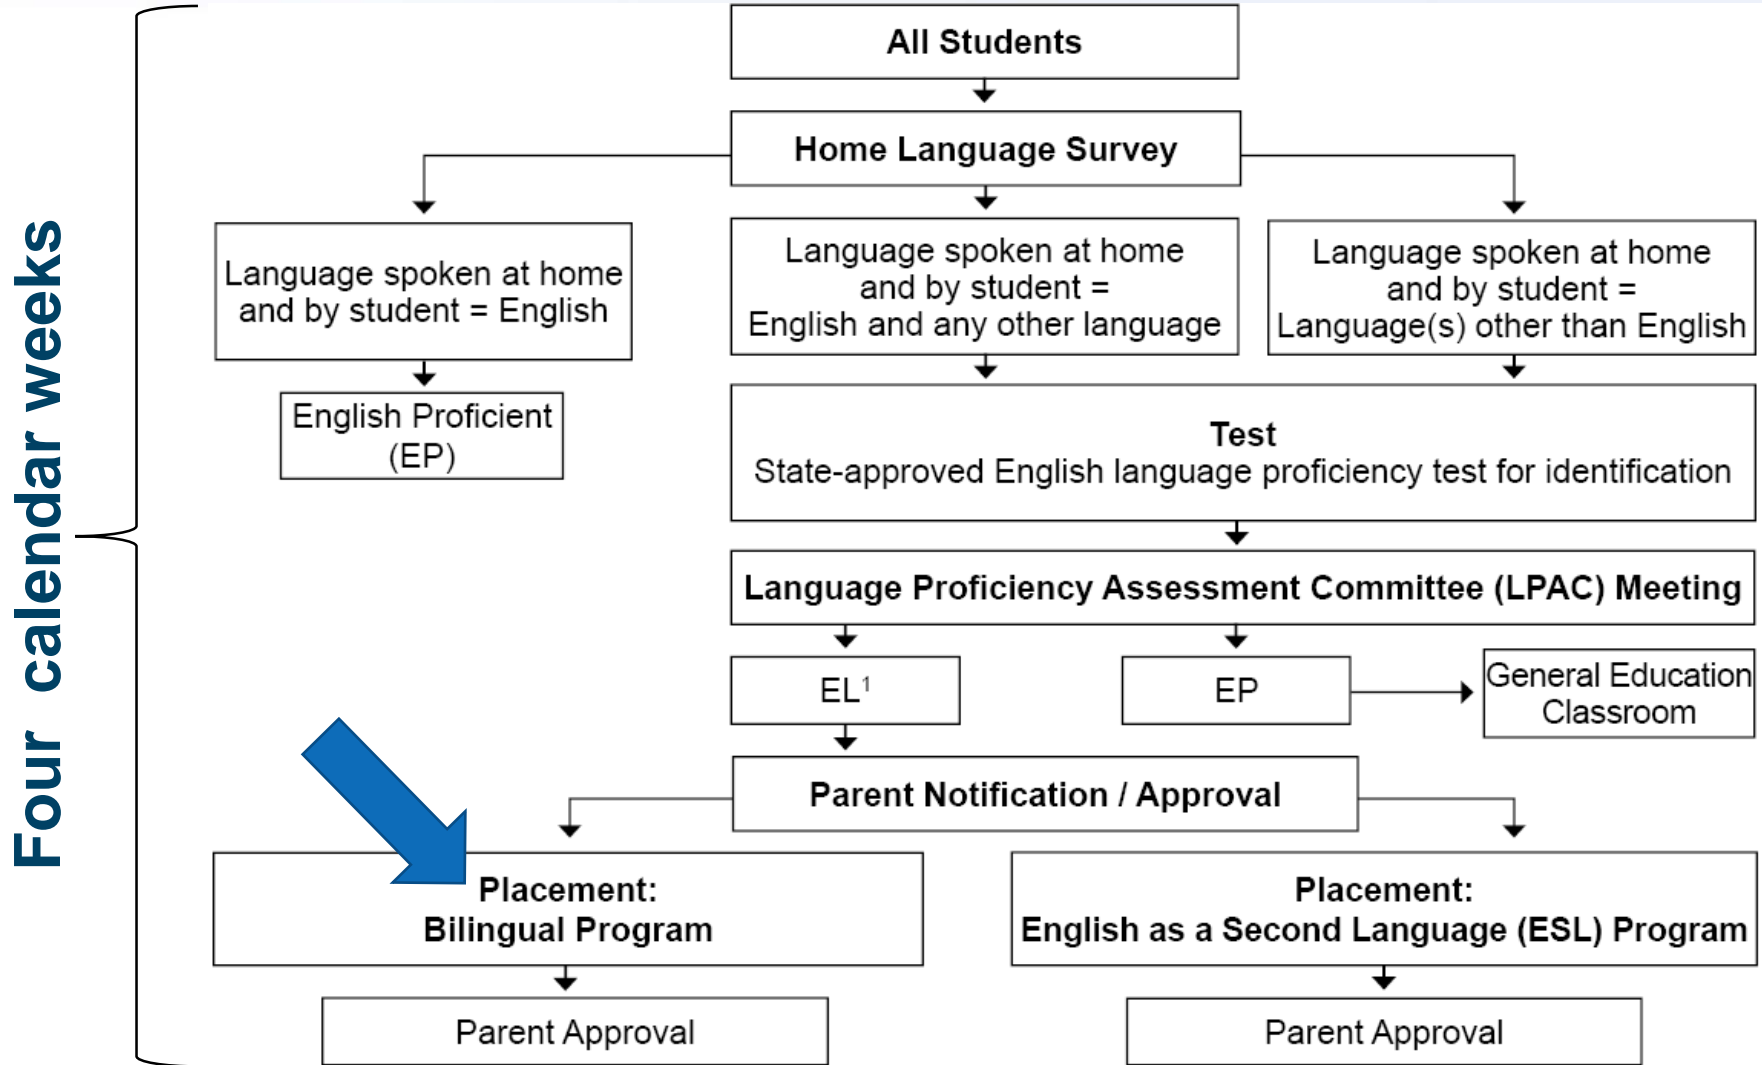 Four calendar weeks
All Students
Home Language Survey
Language spoken at home
and by student = English
Language spoken at home
and by student =
English and any other language
Language spoken at home
and by student =
Language(s) other than English
English Proficient
(EP)
Test
State-approved English language proficiency test for identification
Language Proficiency Assessment Committee (LPAC) Meeting
EL¹
EP
General Education
Classroom
Parent Notification / Approval
Placement:
Bilingual Program
Placement:
English as a Second Language (ESL) Program
Parent Approval
Parent Approval